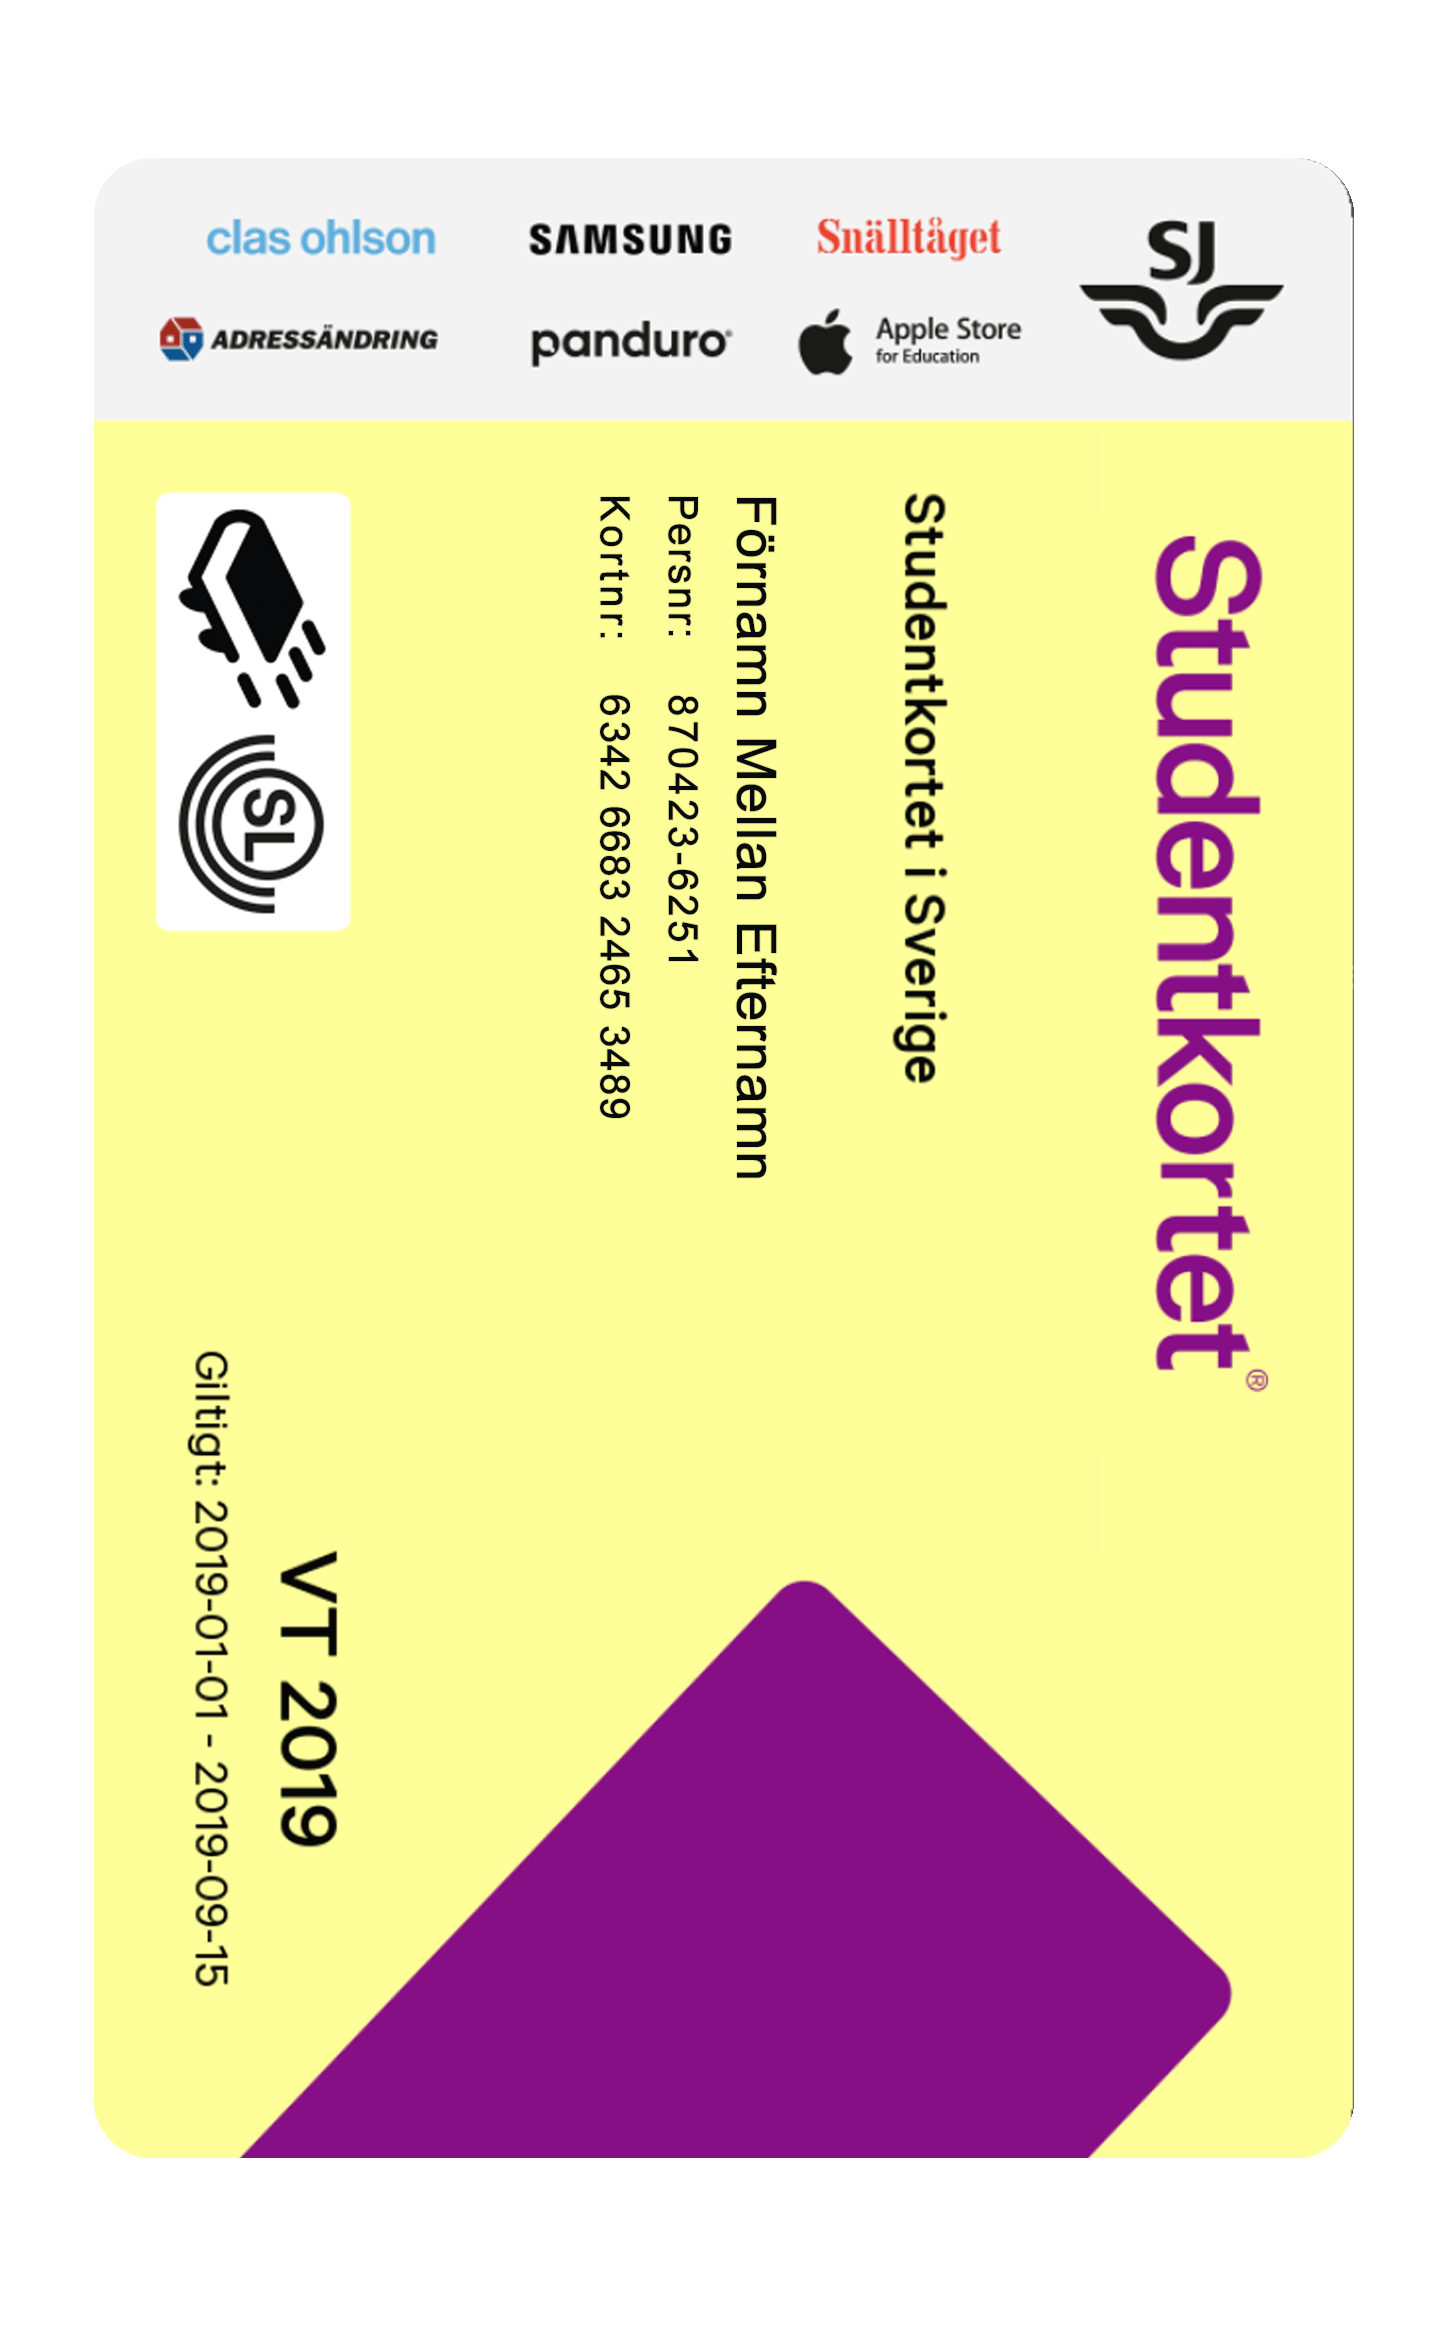 clas ohlson
SAMSUNG
Snälltåget
SJ
ADRESSÄNDRING
panduro®
Apple Store
for Education
Studentkortet®
Studentkortet i Sverige
Förnamn Mellan Efternamn
Persnr: 870423-6251
Kortnr: 6342 6683 2465 3489
SL
VT 2019
Giltigt: 2019-01-01 - 2019-09-15